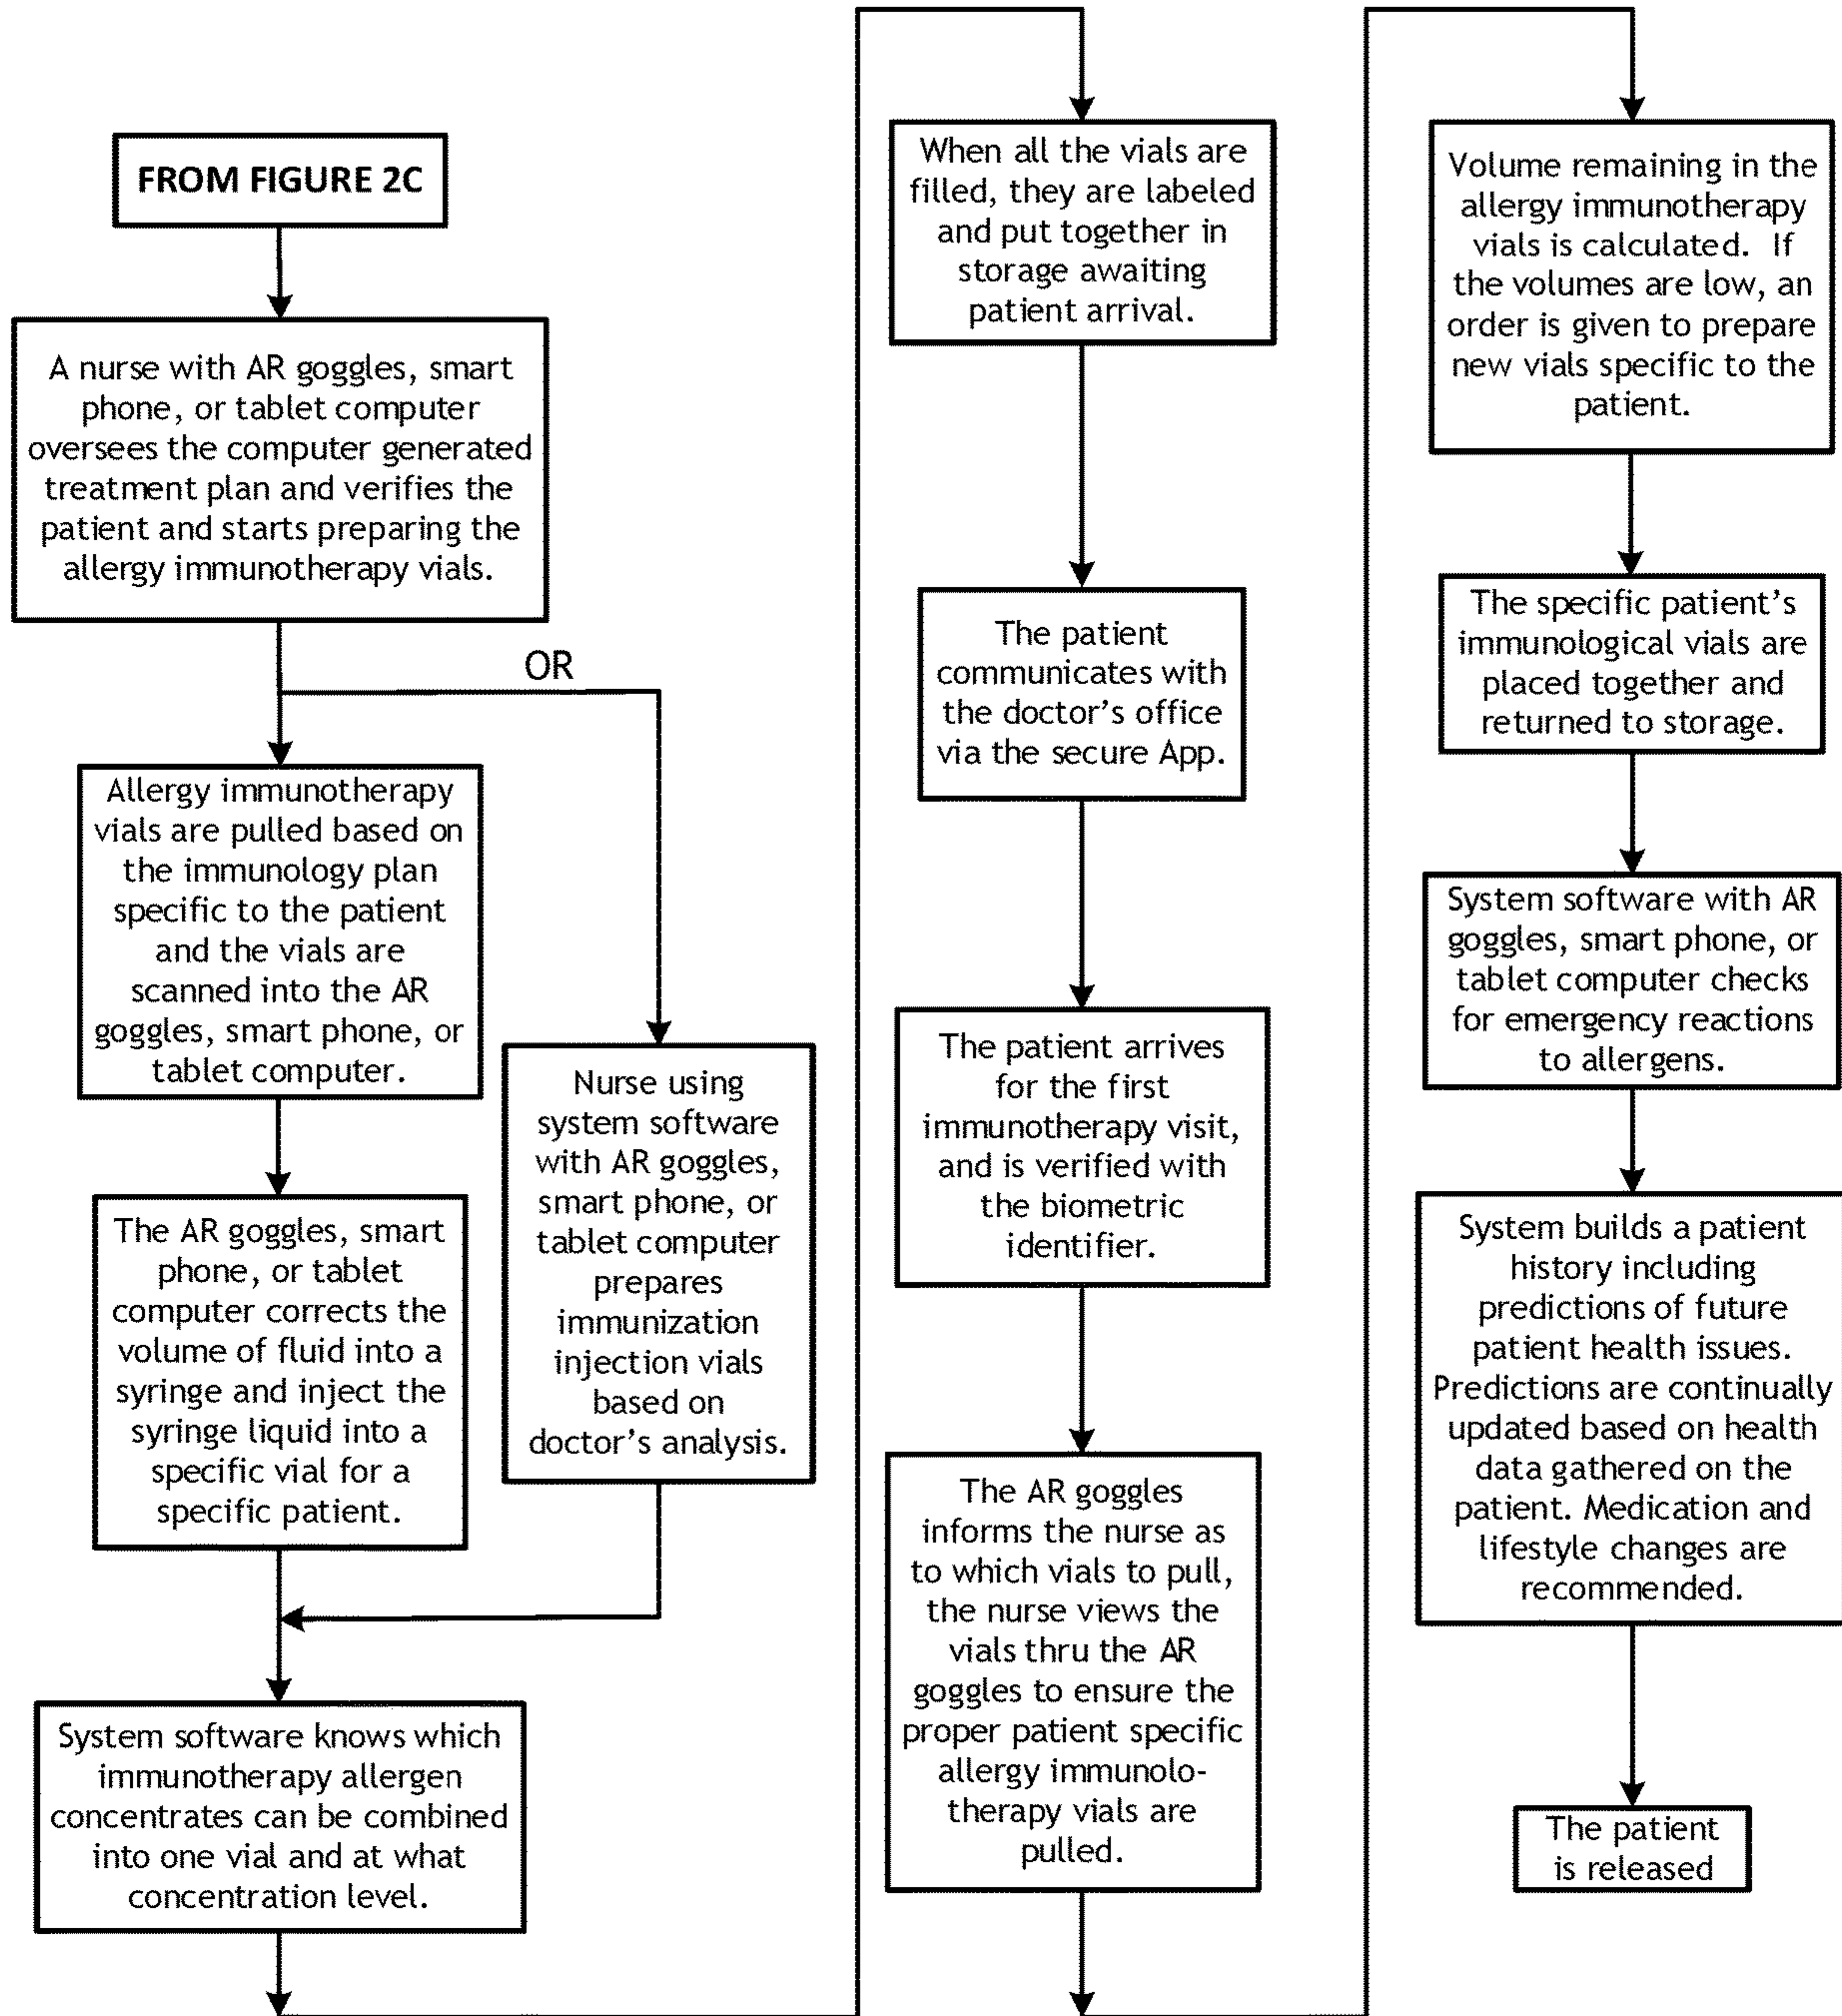 FROM FIGURE 2C
A nurse with AR goggles, smart
phone, or tablet computer
oversees the computer generated
treatment plan and verifies the
patient and starts preparing the
allergy immunotherapy vials.
OR
Allergy immunotherapy
vials are pulled based on
the immunology plan
specific to the patient
and the vials are
scanned into the AR
goggles, smart phone, or
tablet computer.
The AR goggles, smart
phone, or tablet
computer corrects the
volume of fluid into a
syringe and inject the
syringe liquid into a
specific vial for a
specific patient.
Nurse using
system software
with AR goggles,
smart phone, or
tablet computer
prepares
immunization
injection vials
based on
doctor's analysis.
System software knows which
immunotherapy allergen
concentrates can be combined
into one vial and at what
concentration level.
When all the vials are
filled, they are labeled
and put together in
storage awaiting
patient arrival.
The patient
communicates with
the doctor's office
via the secure App.
The patient arrives
for the first
immunotherapy visit,
and is verified with
the biometric
identifier.
The AR goggles
informs the nurse as
to which vials to pull,
the nurse views the
vials thru the AR
goggles to ensure the
proper patient specific
allergy immunolo-
therapy vials are
pulled.
Volume remaining in the
allergy immunotherapy
vials is calculated. If
the volumes are low, an
order is given to prepare
new vials specific to the
patient.
The specific patient's
immunological vials are
placed together and
returned to storage.
System software with AR
goggles, smart phone, or
tablet computer checks
for emergency reactions
to allergens.
System builds a patient
history including
predictions of future
patient health issues.
Predictions are continually
updated based on health
data gathered on the
patient. Medication and
lifestyle changes are
recommended.
The patient
is released